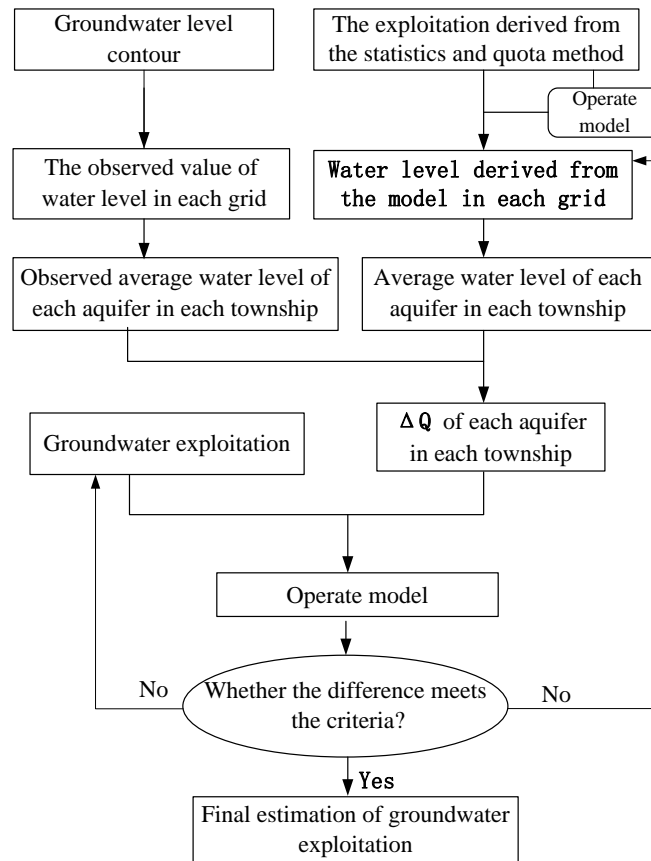 Groundwater level
contour
The exploitation derived from
the statistics and quota method
Operate
model
The observed value of
water level in each grid
Water level derived from
the model in each grid
Observed average water level of
each aquifer in each township
Average water level of each
aquifer in each township
Groundwater exploitation
ΔQ of each aquifer
in each township
Operate model
No
Whether the difference meets
the criteria?
No
Yes
Final estimation of groundwater
exploitation